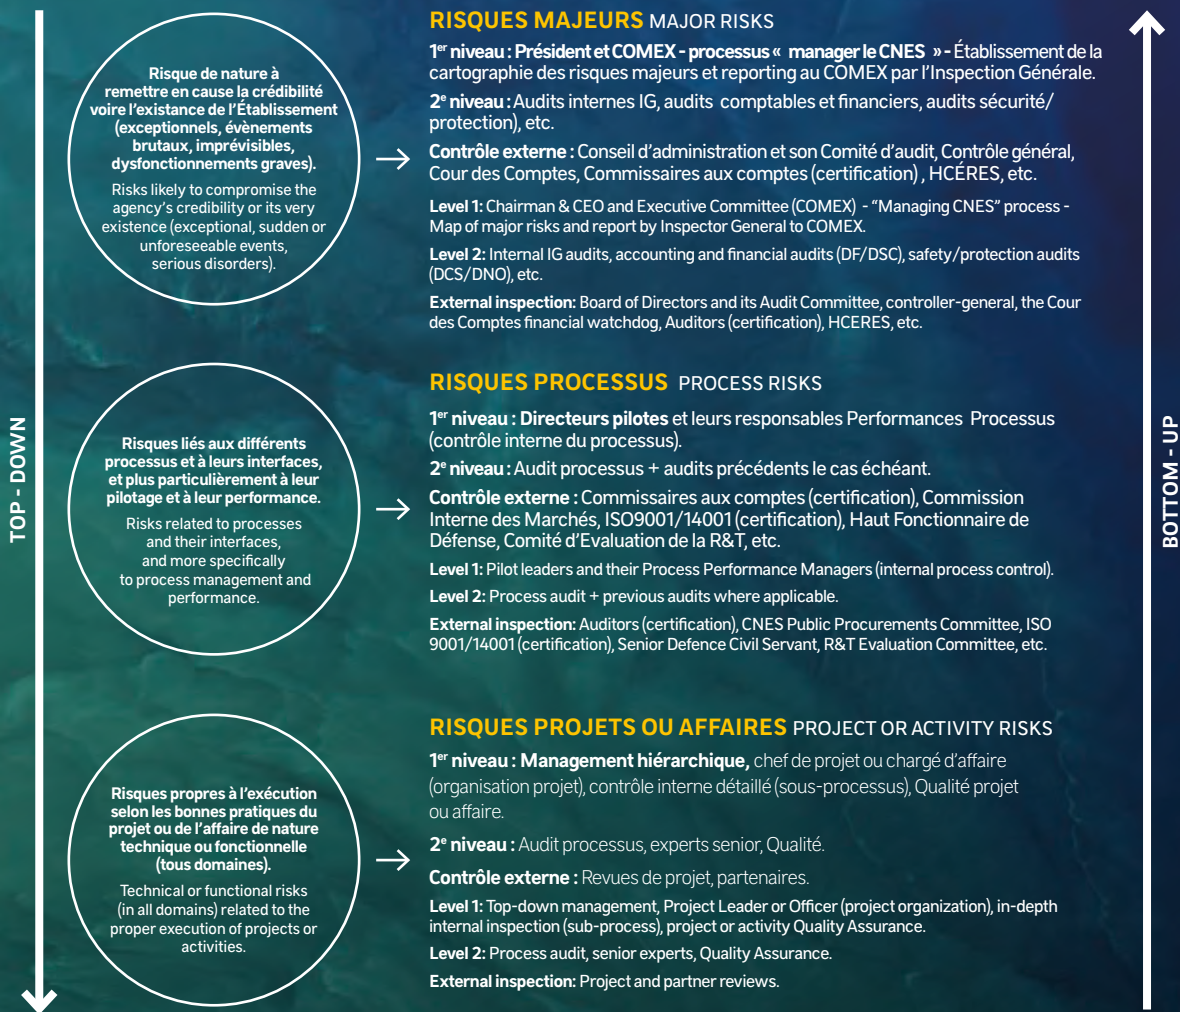 TOP - DOWN
Risque de nature à
remettre en cause la crédibilité
voire l'existance de l'Établissement
(exceptionnels, évènements
brutaux, imprévisibles,
dysfonctionnements graves).
Risks likely to compromise the
agency's credibility or its very
existence (exceptional, sudden or
unforeseeable events,
serious disorders).
RISQUES MAJEURS MAJOR RISKS
1er niveau : Président et COMEX - processus « manager le CNES » - Établissement de la
cartographie des risques majeurs et reporting au COMEX par l'Inspection Générale.
2e niveau : Audits internes IG, audits comptables et financiers, audits sécurité/
protection), etc.
Contrôle externe : Conseil d'administration et son Comité d'audit, Contrôle général,
Cour des Comptes, Commissaires aux comptes (certification) , HCÉRES, etc.
Level 1: Chairman & CEO and Executive Committee (COMEX) - “Managing CNES” process -
Map of major risks and report by Inspector General to COMEX.
Level 2: Internal IG audits, accounting and financial audits (DF/DSC), safety/protection audits
(DCS/DNO), etc.
External inspection: Board of Directors and its Audit Committee, controller-general, the Cour
des Comptes financial watchdog, Auditors (certification), HCERES, etc.
Risques liés aux différents
processus et à leurs interfaces,
et plus particulièrement à leur
pilotage et à leur performance.
Risks related to processes
and their interfaces,
and more specifically
to process management and
performance.
RISQUES PROCESSUS PROCESS RISKS
1er niveau : Directeurs pilotes et leurs responsables Performances Processus
(contrôle interne du processus).
2e niveau : Audit processus + audits précédents le cas échéant.
Contrôle externe : Commissaires aux comptes (certification), Commission
Interne des Marchés, ISO9001/14001 (certification), Haut Fonctionnaire de
Défense, Comité d'Evaluation de la R&T, etc.
Level 1: Pilot leaders and their Process Performance Managers (internal process control).
Level 2: Process audit + previous audits where applicable.
External inspection: Auditors (certification), CNES Public Procurements Committee, ISO
9001/14001 (certification), Senior Defence Civil Servant, R&T Evaluation Committee, etc.
Risques propres à l'exécution
selon les bonnes pratiques du
projet ou de l'affaire de nature
technique ou fonctionnelle
(tous domaines).
Technical or functional risks
(in all domains) related to the
proper execution of projects or
activities.
RISQUES PROJETS OU AFFAIRES PROJECT OR ACTIVITY RISKS
1er niveau : Management hiérarchique, chef de projet ou chargé d'affaire
(organisation projet), contrôle interne détaillé (sous-processus), Qualité projet
ou affaire.
2e niveau : Audit processus, experts senior, Qualité.
Contrôle externe : Revues de projet, partenaires.
Level 1: Top-down management, Project Leader or Officer (project organization), in-depth
internal inspection (sub-process), project or activity Quality Assurance.
Level 2: Process audit, senior experts, Quality Assurance.
External inspection: Project and partner reviews.
BOTTOM - UP